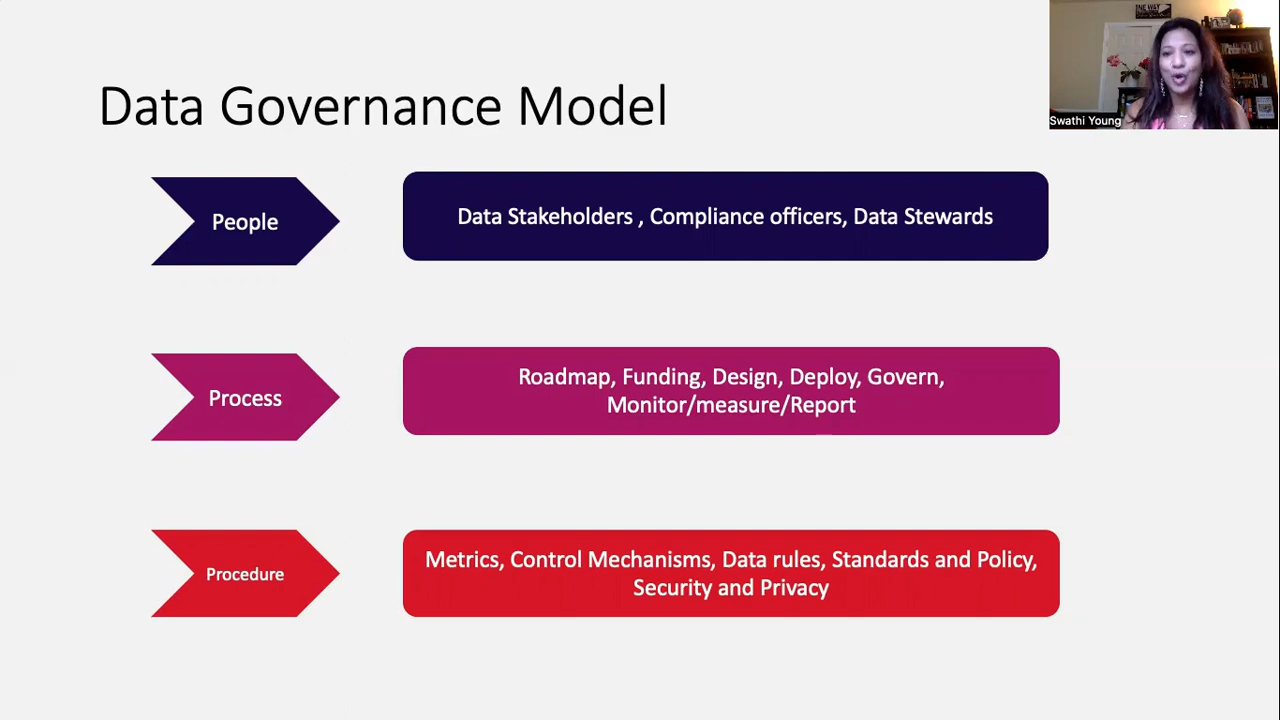 Data Governance Model
Swathi Young
People
Data Stakeholders , Compliance officers, Data Stewards
Process
Roadmap, Funding, Design, Deploy, Govern,
Monitor/measure/Report
Procedure
Metrics, Control Mechanisms, Data rules, Standards and Policy,
Security and Privacy